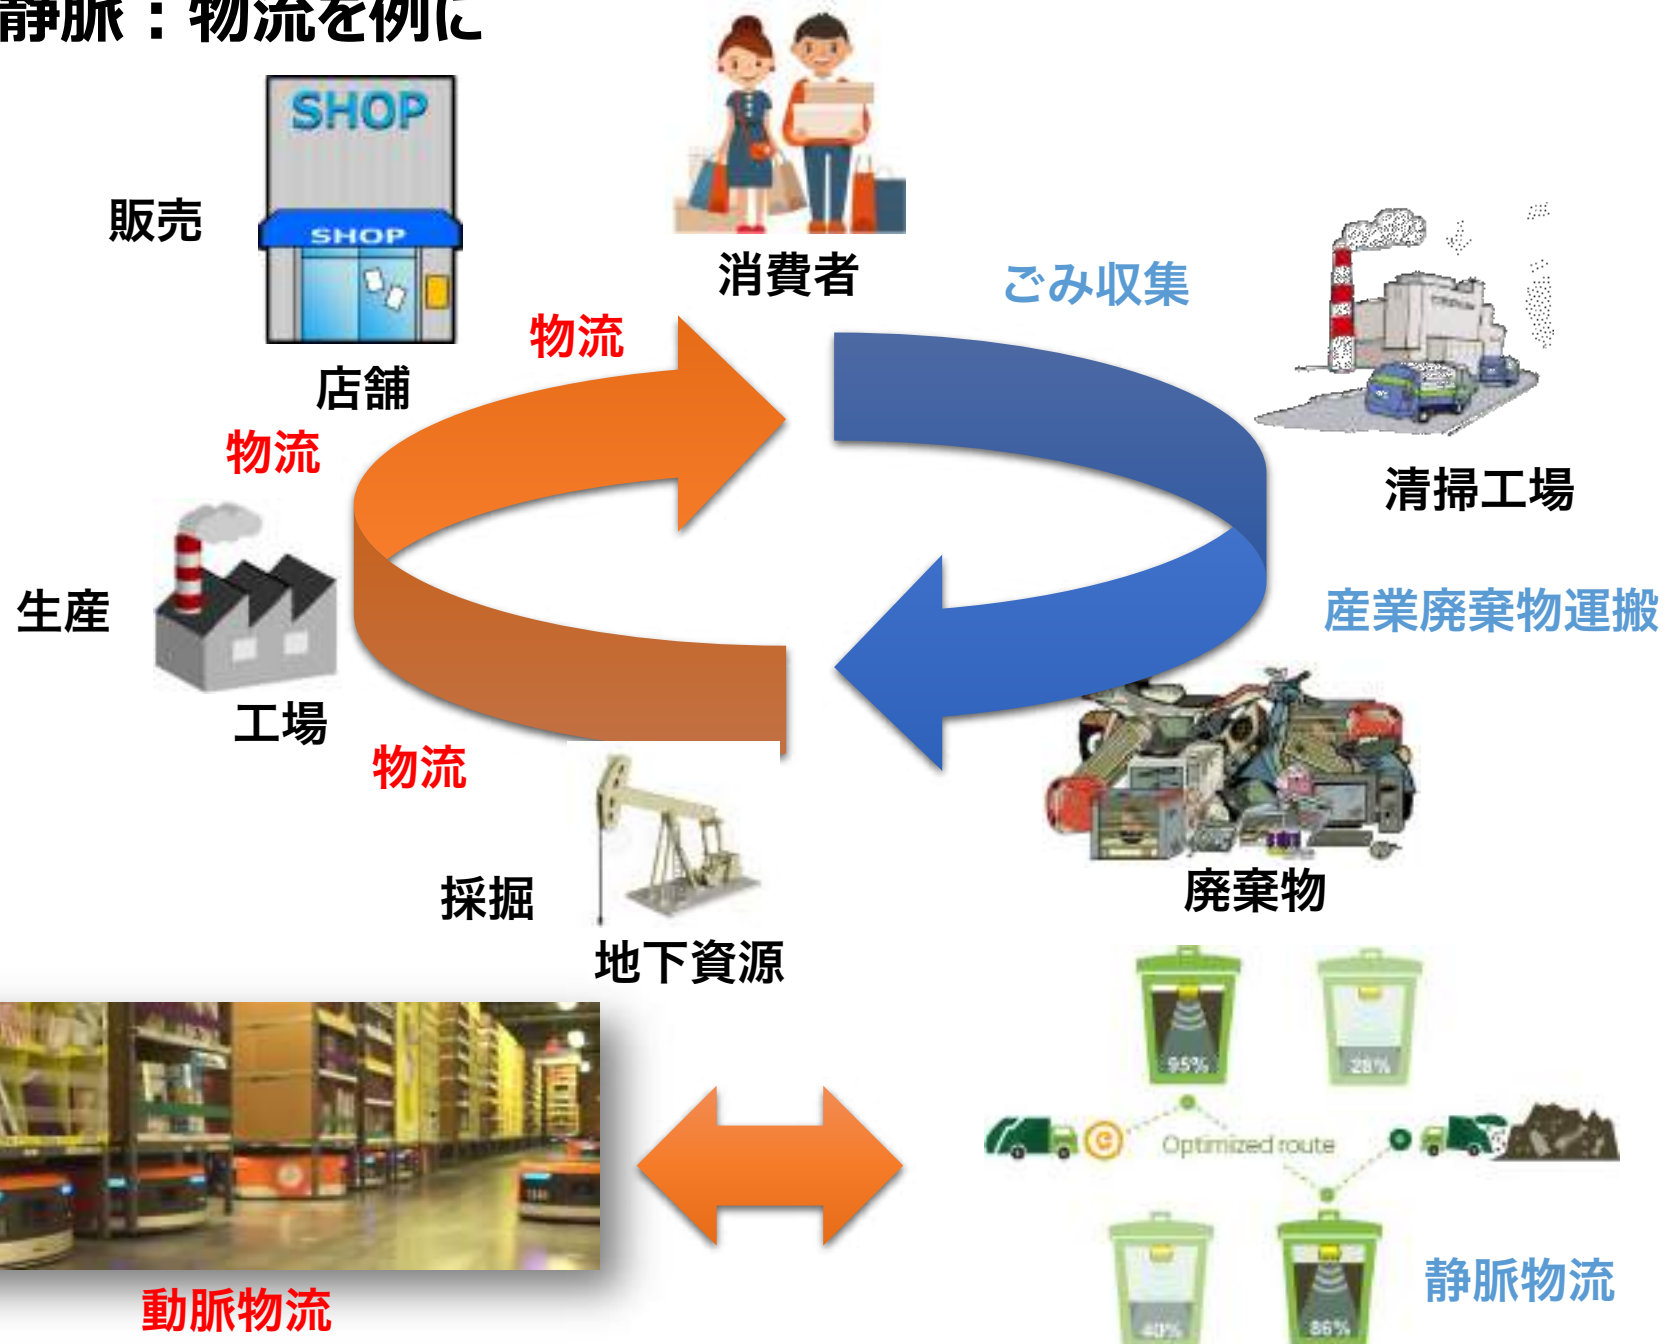 静脈：物流を例に
SHOP
SHOP
販売
店舗
消費者
ごみ収集
物流
物流
清掃工場
生産
工場
産業廃棄物運搬
物流
採掘
地下資源
廃棄物
95%
28%
Optimized route
40%
86%
動脈物流
静脈物流